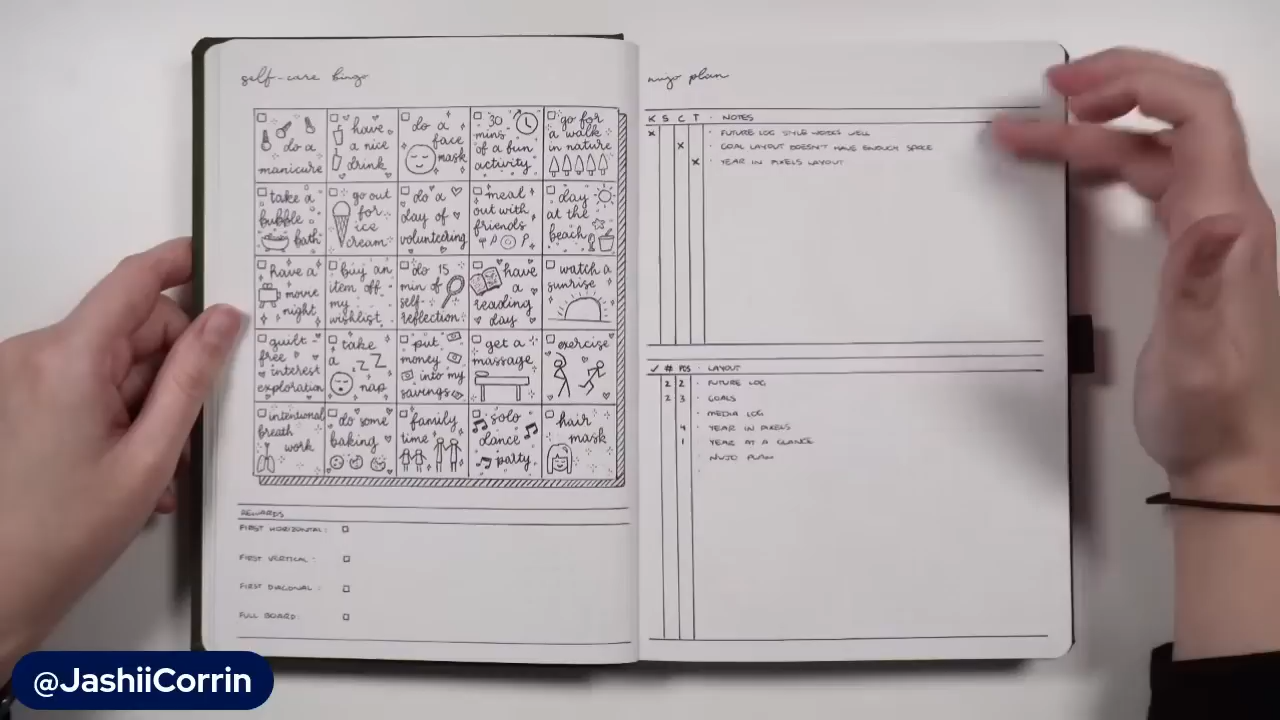 self-care bingo
do a
manicure
have
a nice
drink
do a
face
mask
30
mins
of a fun
activity
go for
a walk
in nature
take a
bubble
bath
go out
for
ice
cream
do a
day of
volunteering
meal
out with
friends
day
at the
beach
have a
movie
night
buy an
item off
my
wishlist
do 15
min of
self-
reflection
have
a
reading
day
watch a
sunrise
guilt-
free
interest
exploration
take
a
z z z
nap
put
money
into my
savings
get a
massage
exercise
intentional
breath
work
do some
baking
family
time
solo
dance
party
hair
mask
REWARDS
FIRST HORIZONTAL:
FIRST VERTICAL:
FIRST DIAGONAL:
FULL BOARD:
nujo plan
K S C T · NOTES
x · FUTURE LOG STYLE WORKS WELL
x · GOAL LAYOUT DOESN'T HAVE ENOUGH SPACE
x · YEAR IN PIXELS LAYOUT
✓ # POS · LAYOUT
2 2 · FUTURE LOG
2 3 · GOALS
· MEDIA LOG
4 · YEAR IN PIXELS
1 · YEAR AT A GLANCE
· NUJO PLAN
@JashiiCorrin